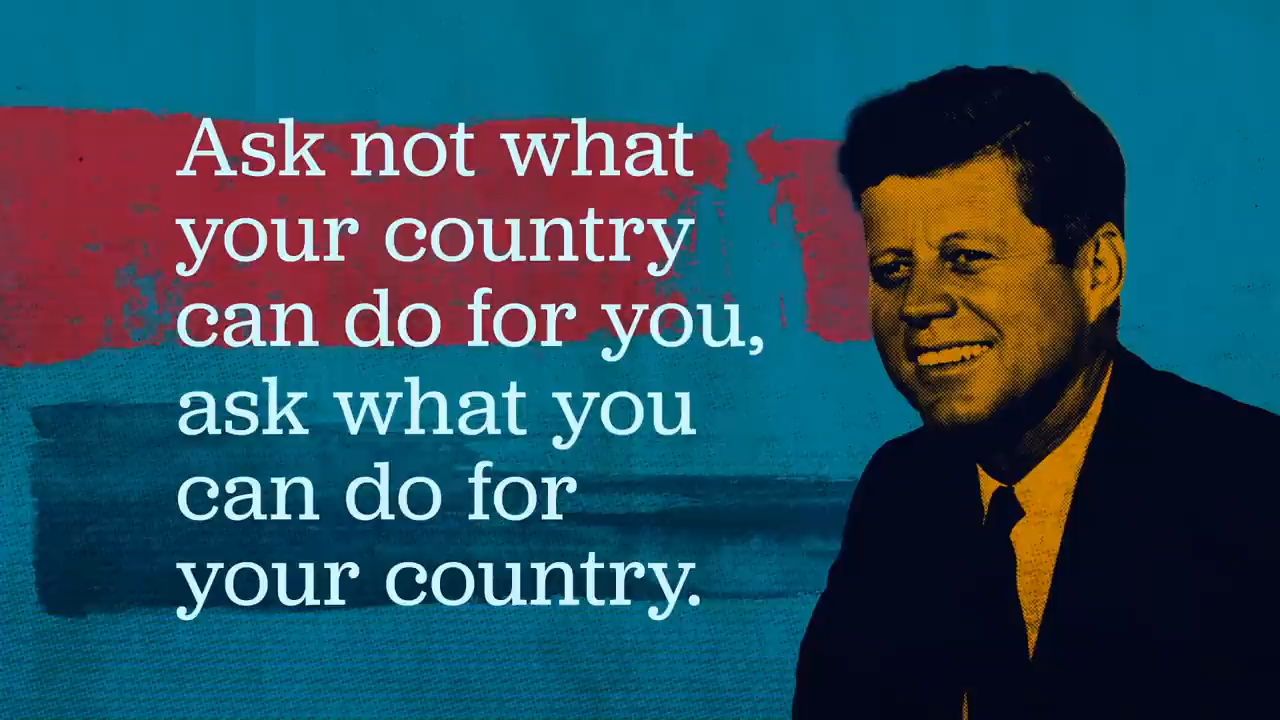 Ask not what
your country
can do for you,
ask what you
can do for
your country.